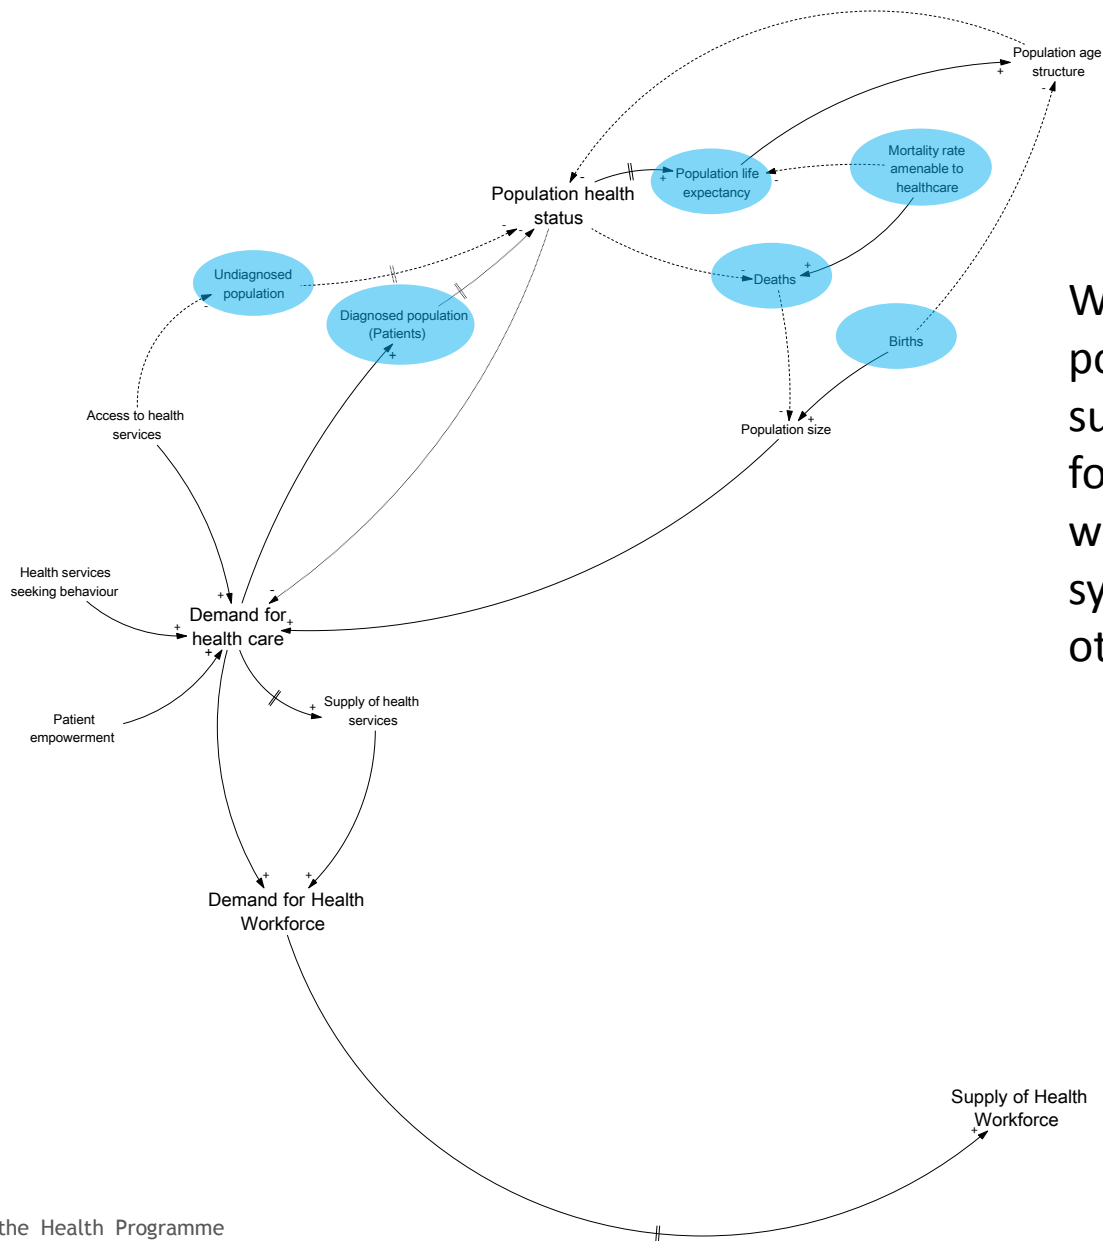 Population age
structure
Mortality rate
amenable to
healthcare
Population life
expectancy
Population health
status
Undiagnosed
population
Deaths
Diagnosed population
(Patients)
Births
Access to health
services
Population size
Health services
seeking behaviour
Demand for
health care
Supply of health
services
Patient
empowerment
Demand for Health
Workforce
Supply of Health
Workforce
the Health Programme